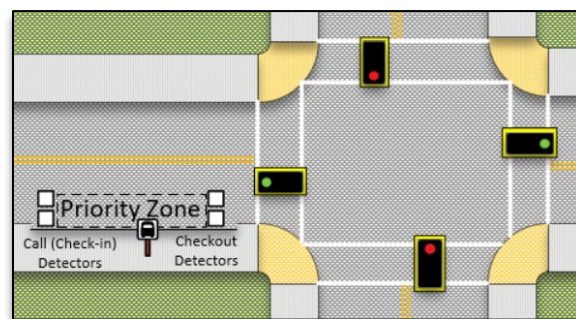 Priority Zone
Call (Check-in)
Detectors
Checkout
Detectors